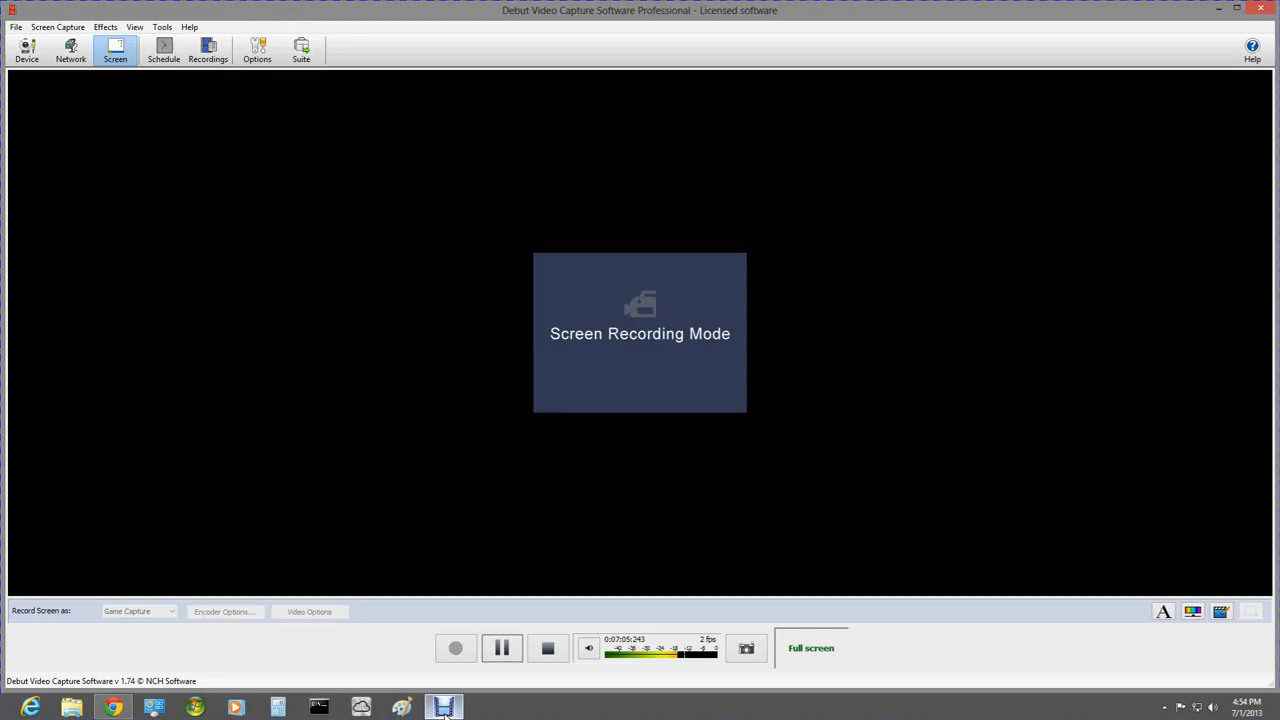 Debut Video Capture Software Professional - Licensed software
File Screen Capture Effects View Tools Help
Device Network Screen Schedule Recordings Options Suite Help
Screen Recording Mode
Record Screen as: Game Capture Encoder Options... Video Options
A
0:07:05:243 2 fps
Full screen
Debut Video Capture Software v 1.74 © NCH Software
4:54 PM
7/1/2013